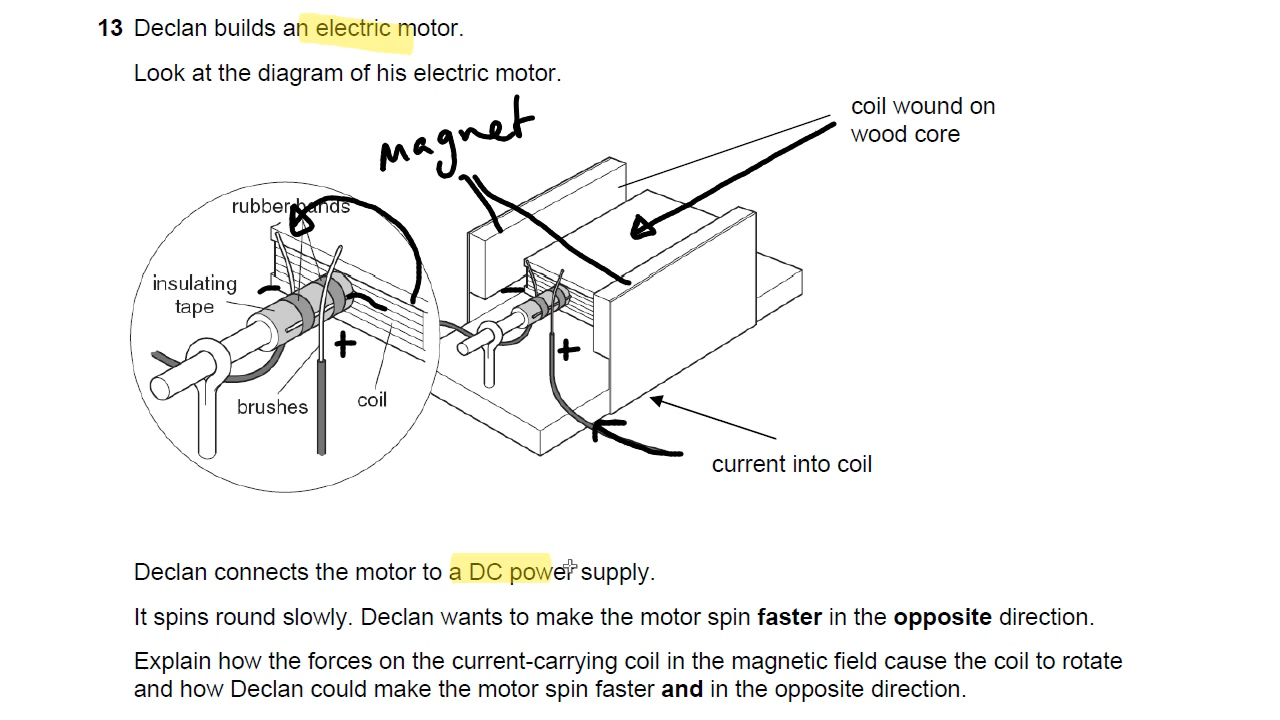 13 Declan builds an electric motor.
Look at the diagram of his electric motor.
coil wound on
wood core
magnet
rubber bands
insulating
tape
+
+
brushes
coil
current into coil
Declan connects the motor to a DC power supply.
It spins round slowly. Declan wants to make the motor spin faster in the opposite direction.
Explain how the forces on the current-carrying coil in the magnetic field cause the coil to rotate
and how Declan could make the motor spin faster and in the opposite direction.